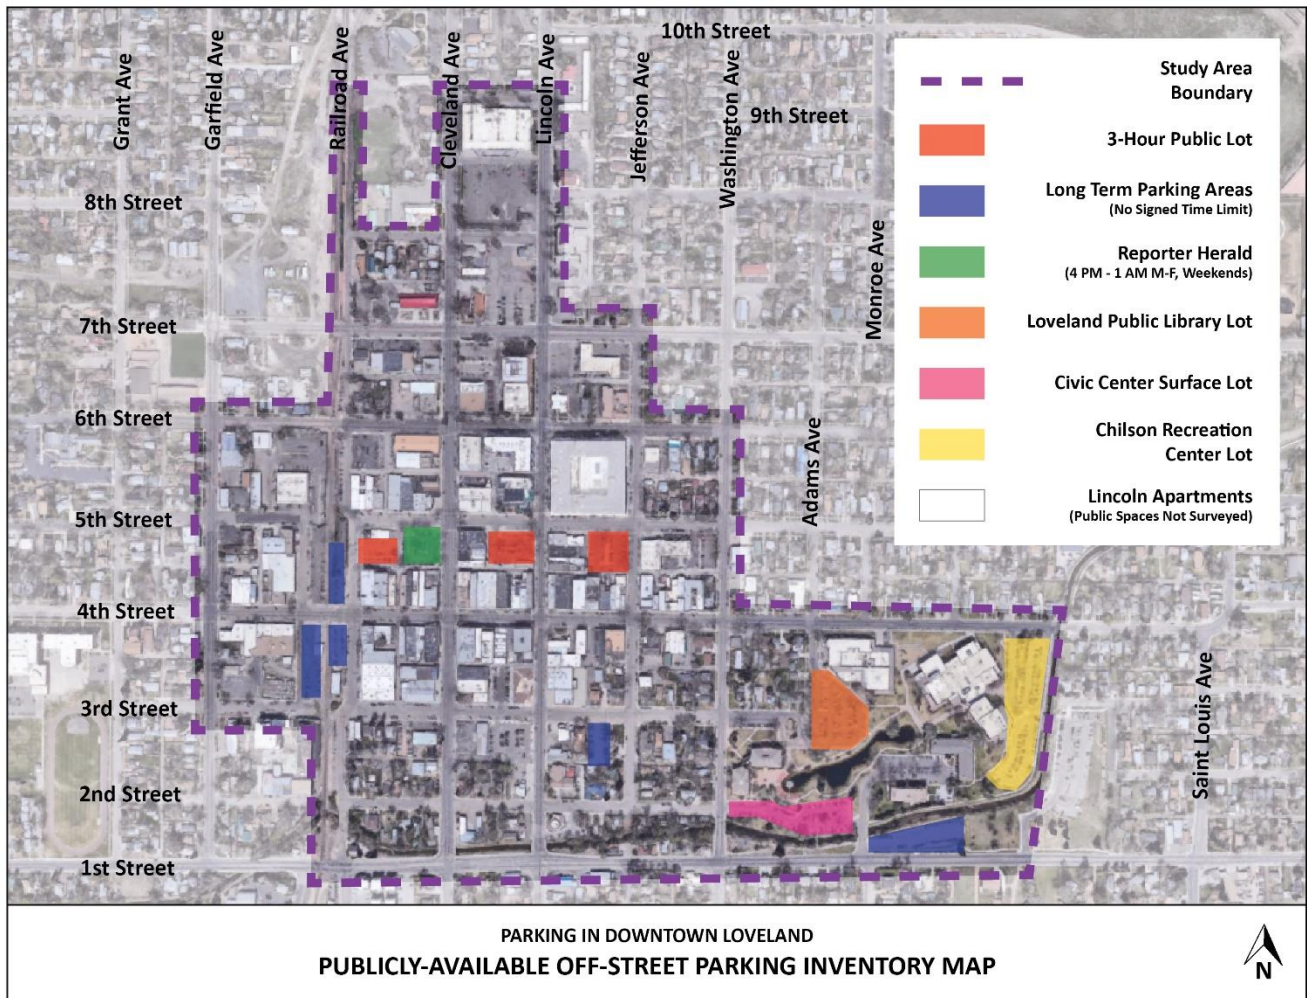 10th Street
Grant Ave
Garfield Ave
Railroad Ave
Cleveland Ave
Lincoln Ave
Jefferson Ave
Washington Ave
9th Street
8th Street
Monroe Ave
7th Street
6th Street
Adams Ave
5th Street
4th Street
3rd Street
Saint Louis Ave
2nd Street
1st Street
Study Area
Boundary
3-Hour Public Lot
Long Term Parking Areas
(No Signed Time Limit)
Reporter Herald
(4 PM - 1 AM M-F, Weekends)
Loveland Public Library Lot
Civic Center Surface Lot
Chilson Recreation
Center Lot
Lincoln Apartments
(Public Spaces Not Surveyed)
PARKING IN DOWNTOWN LOVELAND
PUBLICLY-AVAILABLE OFF-STREET PARKING INVENTORY MAP
N